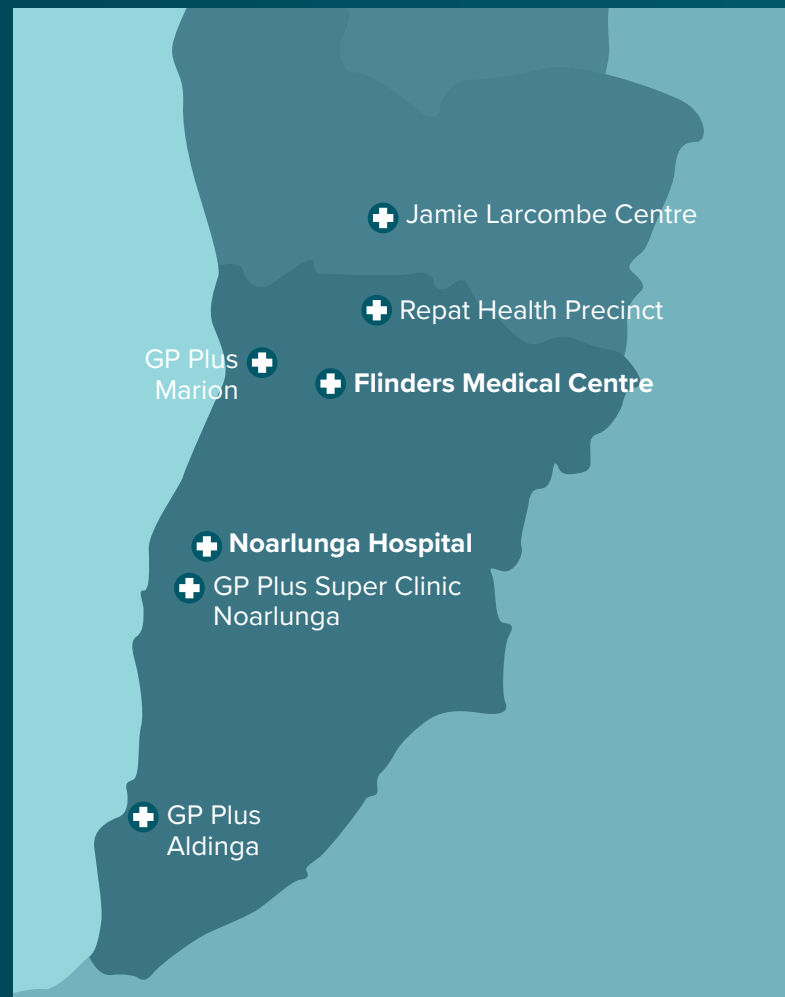 Jamie Larcombe Centre
Repat Health Precinct
GP Plus
Marion
Flinders Medical Centre
Noarlunga Hospital
GP Plus Super Clinic
Noarlunga
GP Plus
Aldinga